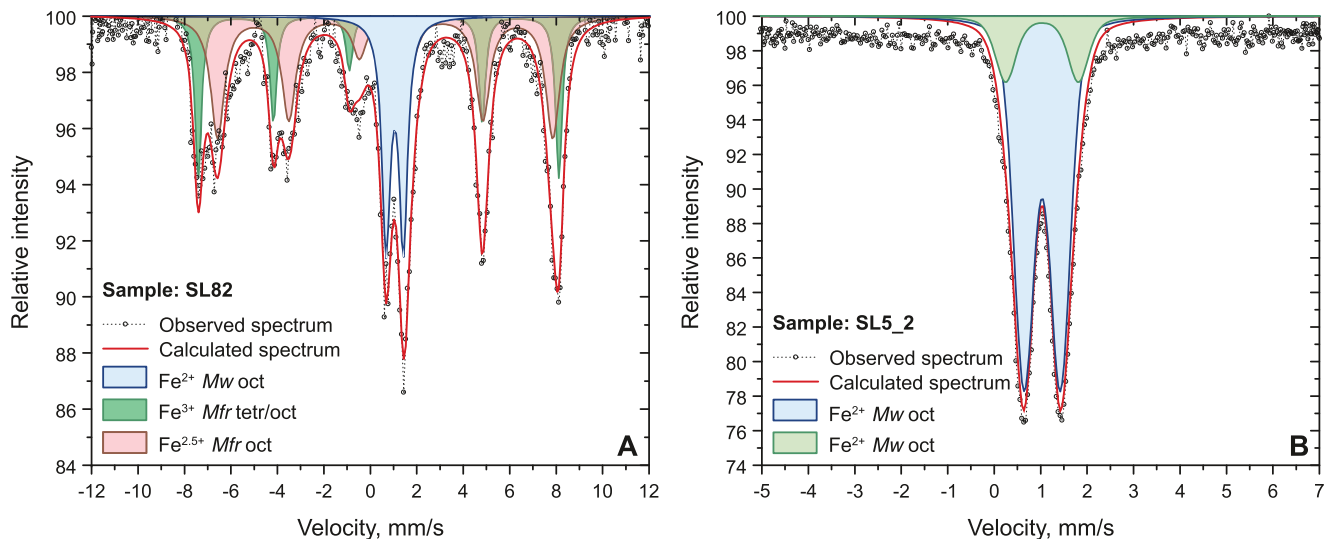 100
98
96
94
92
90
88
86
84
Relative intensity
Sample: SL82
Observed spectrum
Calculated spectrum
Fe²⁺ Mw oct
Fe³⁺ Mfr tetr/oct
Fe²·⁵⁺ Mfr oct
A
-12 -10 -8 -6 -4 -2 0 2 4 6 8 10 12
Velocity, mm/s
100
98
96
94
92
90
88
86
84
82
80
78
76
74
Relative intensity
Sample: SL5_2
Observed spectrum
Calculated spectrum
Fe²⁺ Mw oct
Fe²⁺ Mw oct
B
-5 -4 -3 -2 -1 0 1 2 3 4 5 6 7
Velocity, mm/s